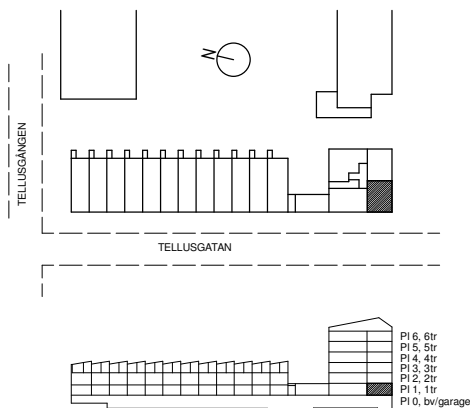 N
TELLUSGÅNGEN
TELLUSGATAN
Pl 6, 6tr
Pl 5, 5tr
Pl 4, 4tr
Pl 3, 3tr
Pl 2, 2tr
Pl 1, 1tr
Pl 0, bv/garage